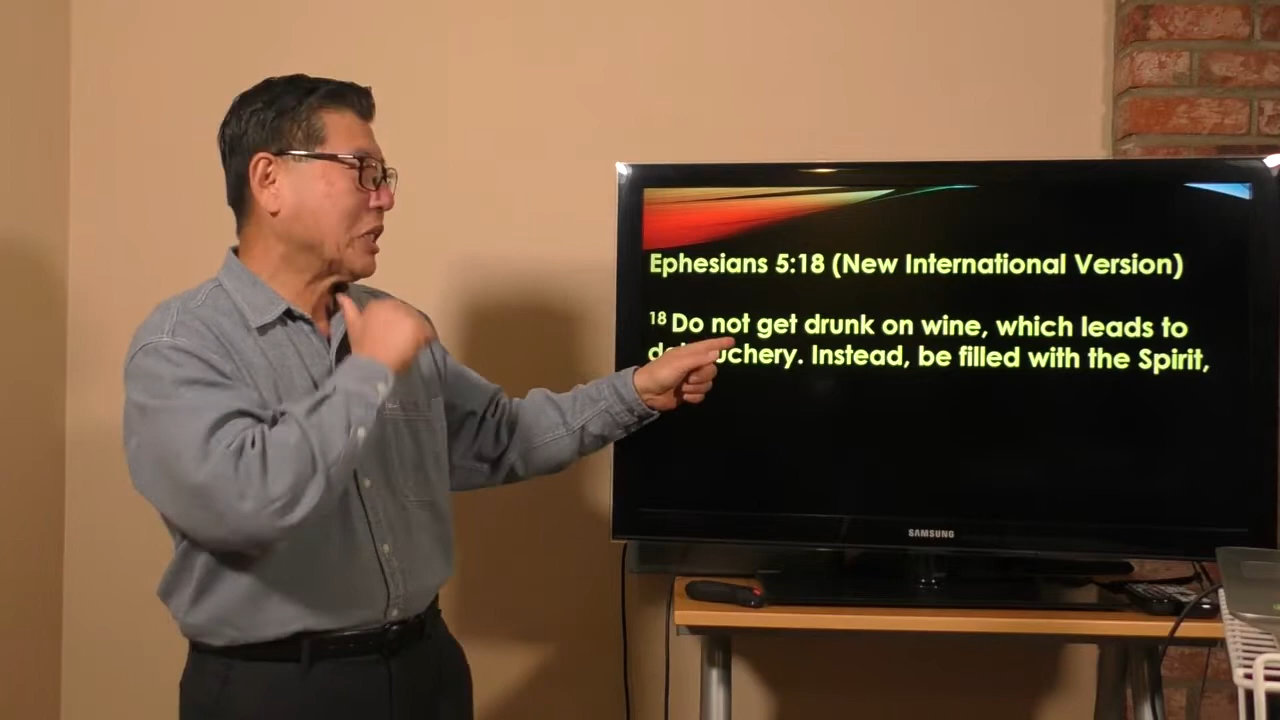 Ephesians 5:18 (New International Version)
18 Do not get drunk on wine, which leads to
debauchery. Instead, be filled with the Spirit,
SAMSUNG